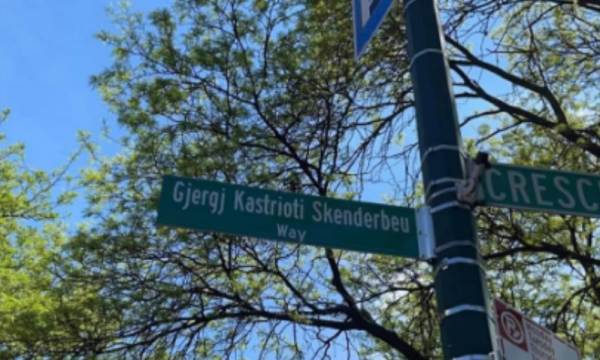 Gjergj Kastrioti Skenderbeu
Way
CRESC